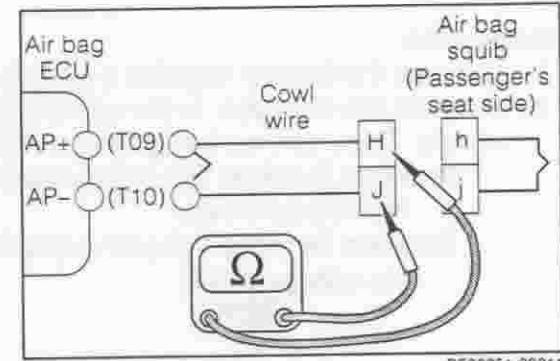 Air bag
ECU
Air bag
squib
(Passenger's
seat side)
Cowl
wire
AP+
(T09)
H
h
AP–
(T10)
J
j
Ω